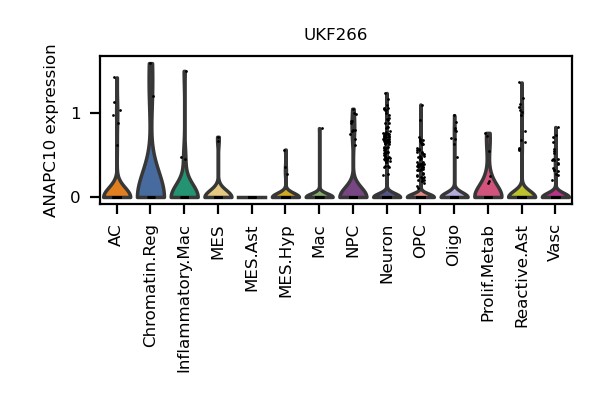 UKF266
ANAPC10 expression
1
0
AC
Chromatin.Reg
Inflammatory.Mac
MES
MES.Ast
MES.Hyp
Mac
NPC
Neuron
OPC
Oligo
Prolif.Metab
Reactive.Ast
Vasc